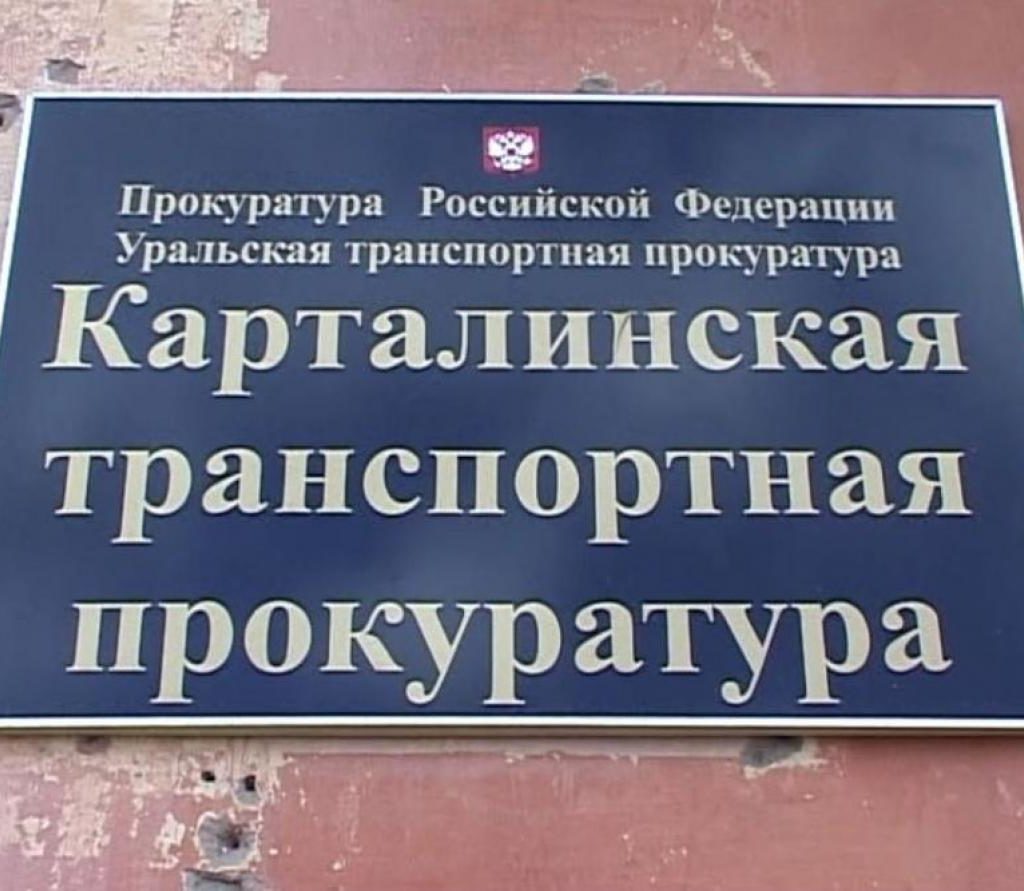 Прокуратура Российской Федерации
Уральская транспортная прокуратура
Карталинская
транспортная
прокуратура